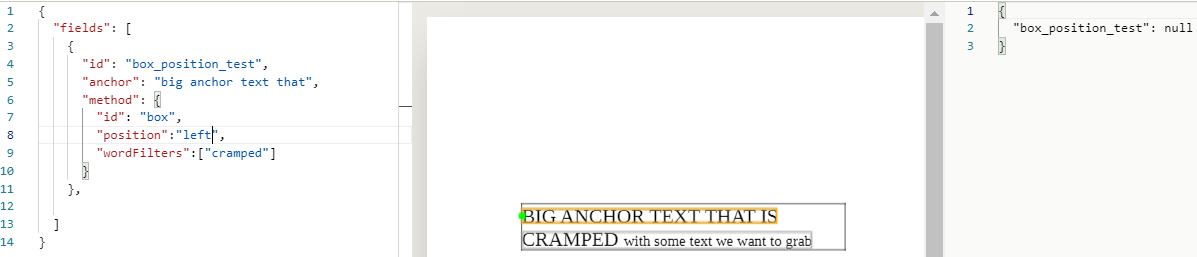 1 {
2 "fields": [
3 {
4 "id": "box_position_test",
5 "anchor": "big anchor text that",
6 "method": {
7 "id": "box",
8 "position":"left",
9 "wordFilters":["cramped"]
10 }
11 },
12
13 ]
14 }
BIG ANCHOR TEXT THAT IS
CRAMPED with some text we want to grab
1 {
2 "box_position_test": null
3 }